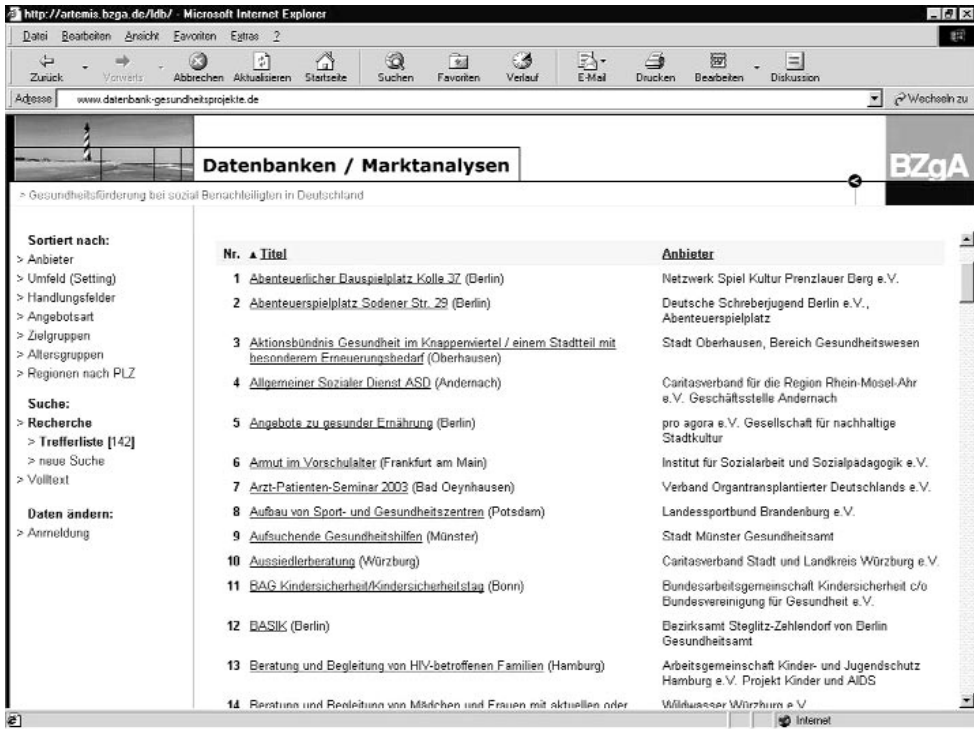 http://artemis.bzga.de/ldb/ - Microsoft Internet Explorer
Datei Bearbeiten Ansicht Favoriten Extras ?
Zurück Vorwärts Abbrechen Aktualisieren Startseite Suchen Favoriten Verlauf E-Mail Drucken Bearbeiten Diskussion
Adresse www.datenbank-gesundheitsprojekte.de Wechseln zu
Datenbanken / Marktanalysen
BZgA
> Gesundheitsförderung bei sozial Benachteiligten in Deutschland
Sortiert nach:
> Anbieter
> Umfeld (Setting)
> Handlungsfelder
> Angebotsart
> Zielgruppen
> Altersgruppen
> Regionen nach PLZ
Suche:
> Recherche
> Trefferliste [142]
> neue Suche
> Volltext
Daten ändern:
> Anmeldung
Nr. ▲ Titel Anbieter
1 Abenteuerlicher Bauspielplatz Kolle 37 (Berlin) Netzwerk Spiel Kultur Prenzlauer Berg e.V.
2 Abenteuerspielplatz Sodener Str. 29 (Berlin) Deutsche Schreberjugend Berlin e.V.,
Abenteuerspielplatz
3 Aktionsbündnis Gesundheit im Knappenviertel / einem Stadtteil mit Stadt Oberhausen, Bereich Gesundheitswesen
besonderem Erneuerungsbedarf (Oberhausen)
4 Allgemeiner Sozialer Dienst ASD (Andernach) Caritasverband für die Region Rhein-Mosel-Ahr
e.V. Geschäftsstelle Andernach
5 Angebote zu gesunder Ernährung (Berlin) pro agora e.V. Gesellschaft für nachhaltige
Stadtkultur
6 Armut im Vorschulalter (Frankfurt am Main) Institut für Sozialarbeit und Sozialpädagogik e.V.
7 Arzt-Patienten-Seminar 2003 (Bad Oeynhausen) Verband Organtransplantierter Deutschlands e.V.
8 Aufbau von Sport- und Gesundheitszentren (Potsdam) Landessportbund Brandenburg e.V.
9 Aufsuchende Gesundheitshilfen (Münster) Stadt Münster Gesundheitsamt
10 Aussiedlerberatung (Würzburg) Caritasverband Stadt und Landkreis Würzburg e.V.
11 BAG Kindersicherheit/Kindersicherheitstag (Bonn) Bundesarbeitsgemeinschaft Kindersicherheit c/o
Bundesvereinigung für Gesundheit e.V.
12 BASIK (Berlin) Bezirksamt Steglitz-Zehlendorf von Berlin
Gesundheitsamt
13 Beratung und Begleitung von HIV-betroffenen Familien (Hamburg) Arbeitsgemeinschaft Kinder- und Jugendschutz
Hamburg e.V. Projekt Kinder und AIDS
14 Beratung und Begleitung von Mädchen und Frauen mit aktuellen oder Wildwasser Würzburg e.V.
Internet